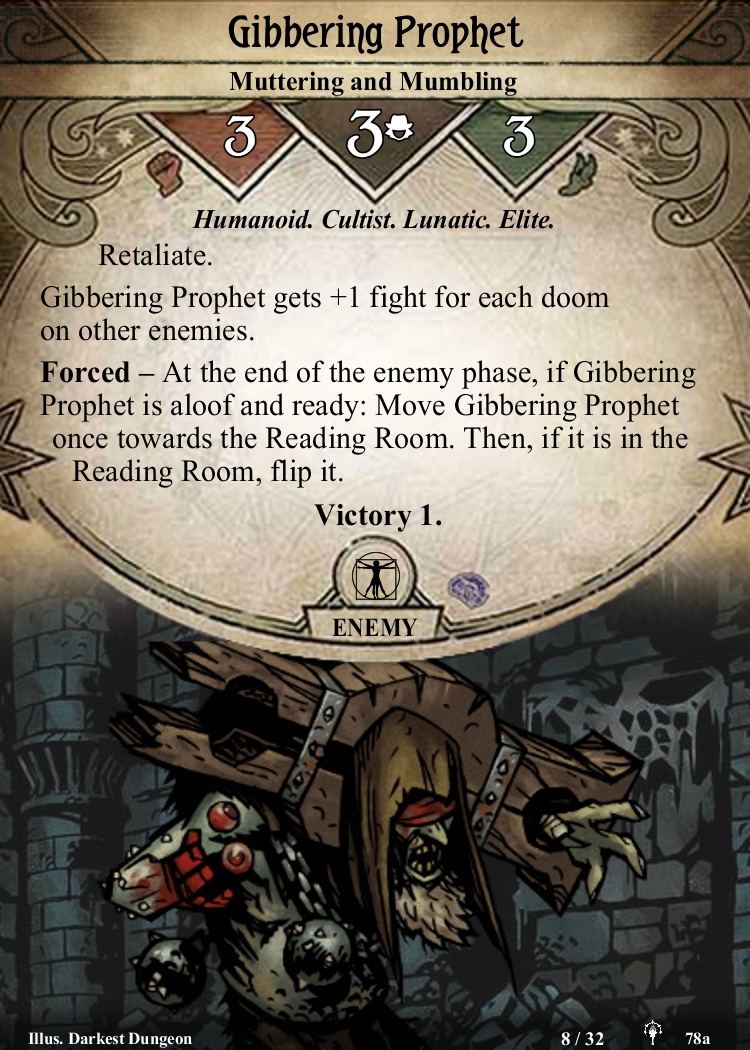 Gibbering Prophet
Muttering and Mumbling
3 3 3
Humanoid. Cultist. Lunatic. Elite.
Retaliate.
Gibbering Prophet gets +1 fight for each doom
on other enemies.
Forced – At the end of the enemy phase, if Gibbering
Prophet is aloof and ready: Move Gibbering Prophet
once towards the Reading Room. Then, if it is in the
Reading Room, flip it.
Victory 1.
ENEMY
Illus. Darkest Dungeon 8 / 32 78a